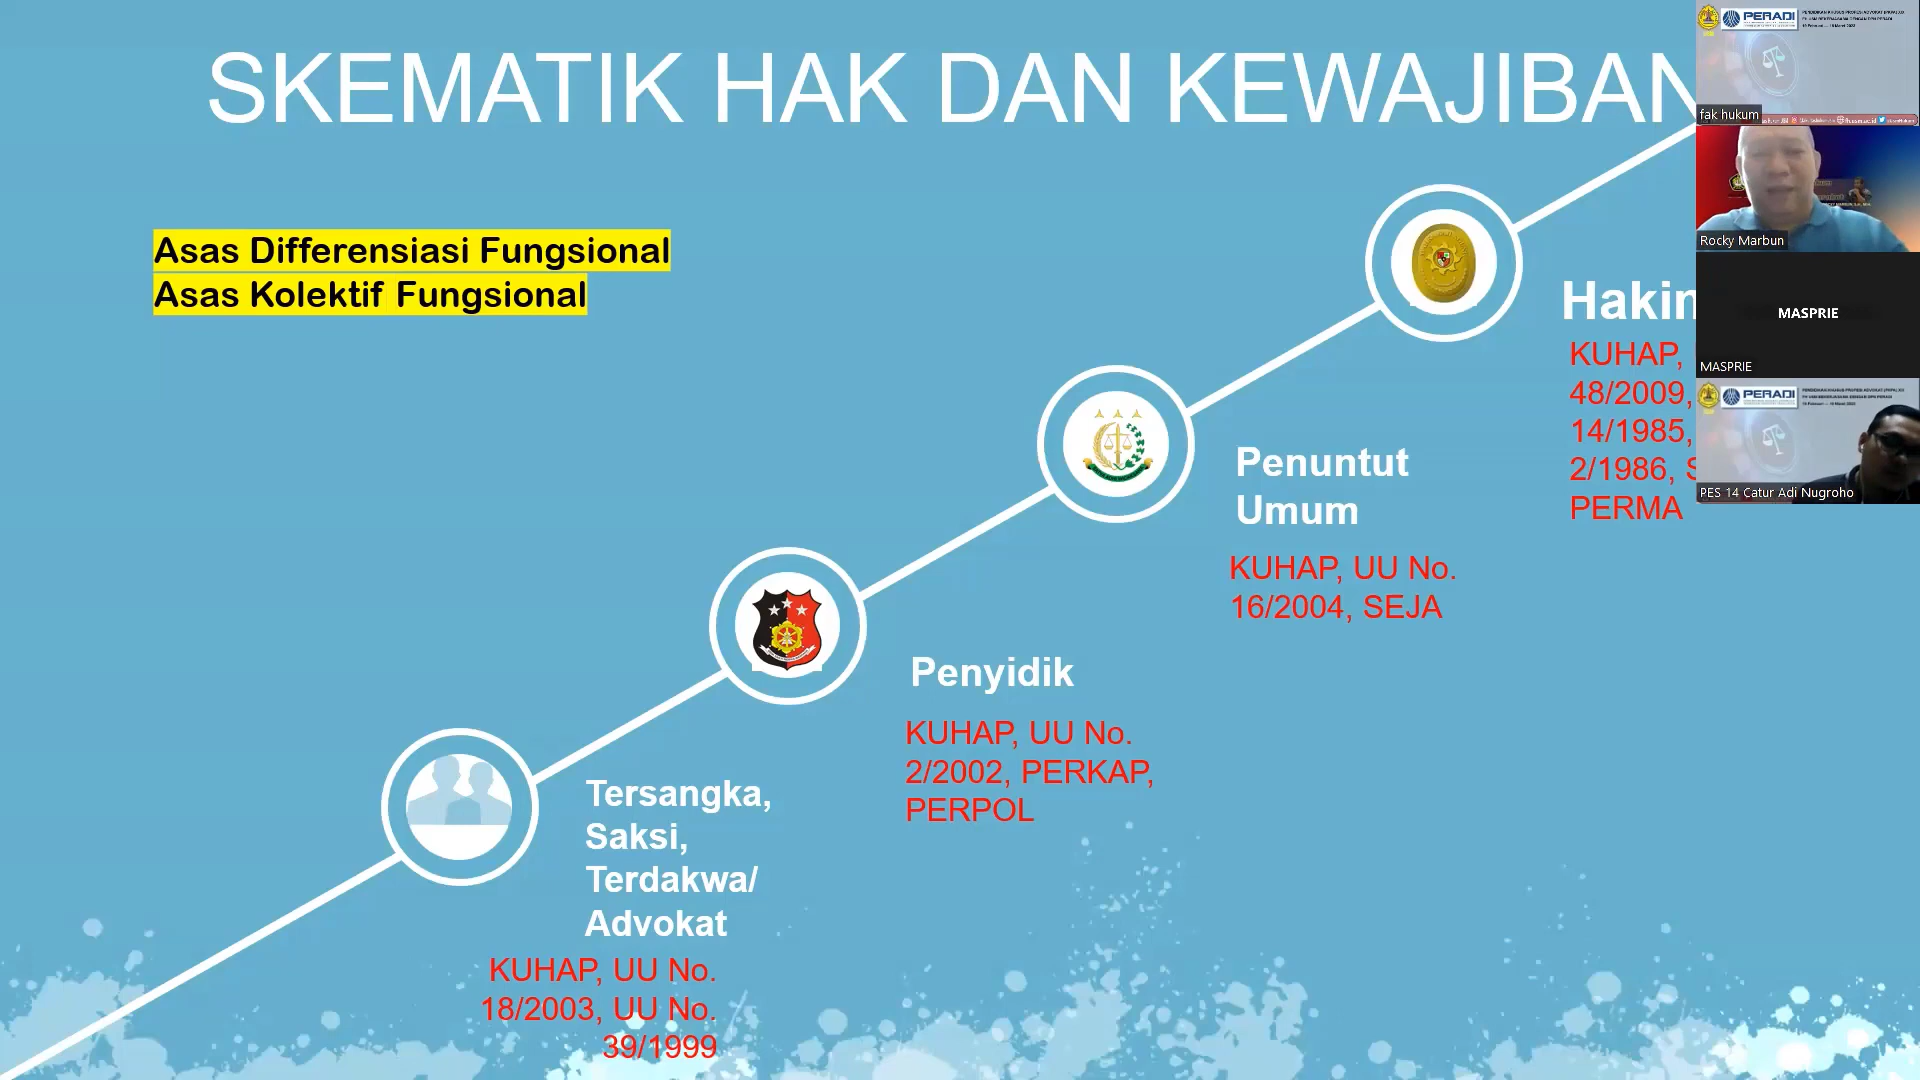 SKEMATIK HAK DAN KEWAJIBAN
Asas Differensiasi Fungsional
Asas Kolektif Fungsional
Hakim
KUHAP,
48/2009,
14/1985,
2/1986, S
PERMA
Penuntut
Umum
KUHAP, UU No.
16/2004, SEJA
Penyidik
KUHAP, UU No.
2/2002, PERKAP,
PERPOL
Tersangka,
Saksi,
Terdakwa/
Advokat
KUHAP, UU No.
18/2003, UU No.
39/1999
PERADI
fak hukum
Rocky Marbun
MASPRIE
MASPRIE
PERADI
PES 14 Catur Adi Nugroho